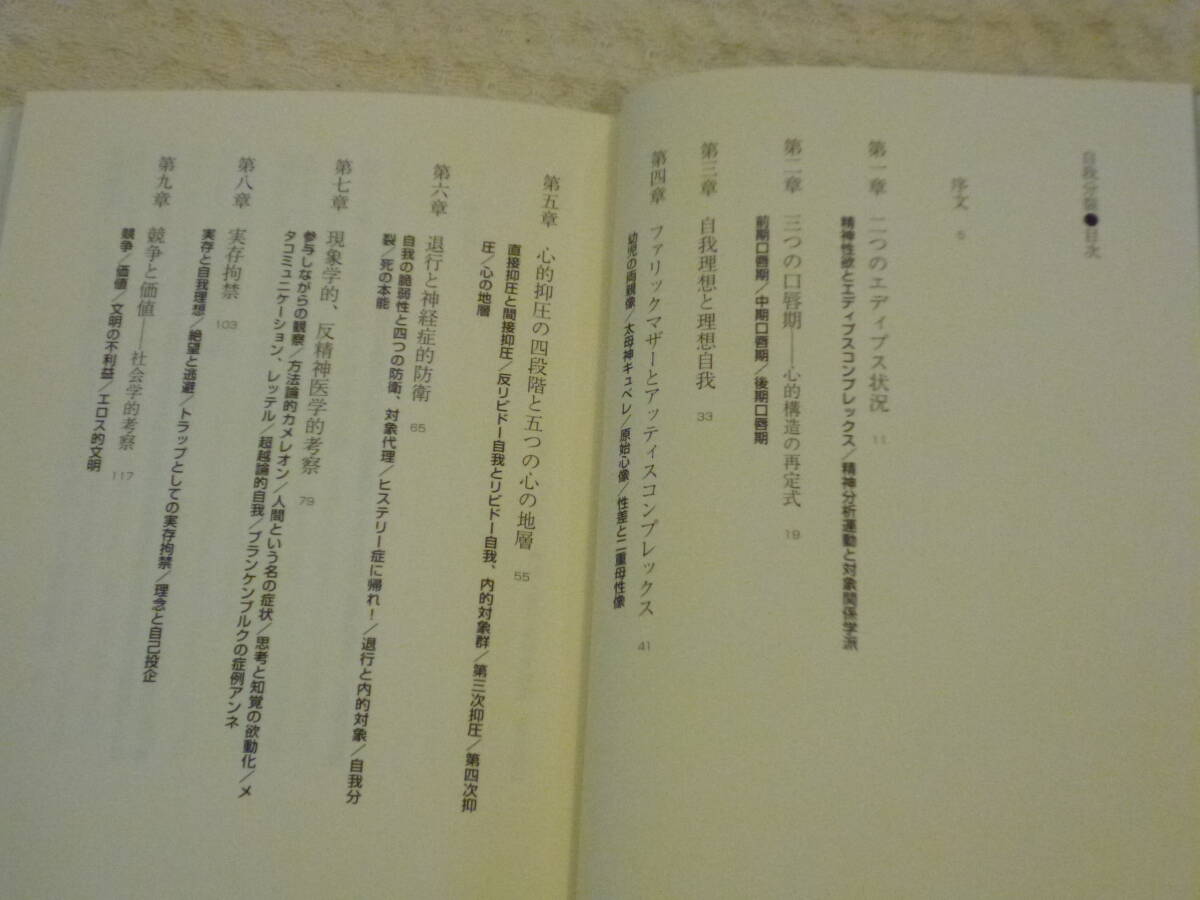 自我分裂●目次
序文 5
第一章 二つのエディプス状況 11
精神性欲とエディプスコンプレックス／精神分析運動と対象関係学派
第二章 三つの口唇期――心的構造の再定式 19
前期口唇期／中期口唇期／後期口唇期
第三章 自我理想と理想自我 33
第四章 ファリックマザーとアッティスコンプレックス 41
幼児の両親像／太母神キュベレ／原始心像／性差と二重母性像
第五章 心的抑圧の四段階と五つの心の地層 55
直接抑圧と間接抑圧／反リビドー自我とリビドー自我、内的対象群／第三次抑圧／第四次抑
圧／心の地層
第六章 退行と神経症的防衛 65
自我の脆弱性と四つの防衛、対象代理／ヒステリー症に帰れ！／退行と内的対象／自我分
裂／死の本能
第七章 現象学的、反精神医学的考察 79
参与しながらの観察／方法論的カメレオン／人間という名の症状／思考と知覚の欲動化／メ
タコミュニケーション、レッテル／超越論的自我／ブランケンブルクの症例アンネ
第八章 実存拘禁 103
実存と自我理想／絶望と逃避／トラップとしての実存拘禁／理念と自己投企
第九章 競争と価値――社会学的考察 117
競争／価値／文明の不利益／エロス的文明